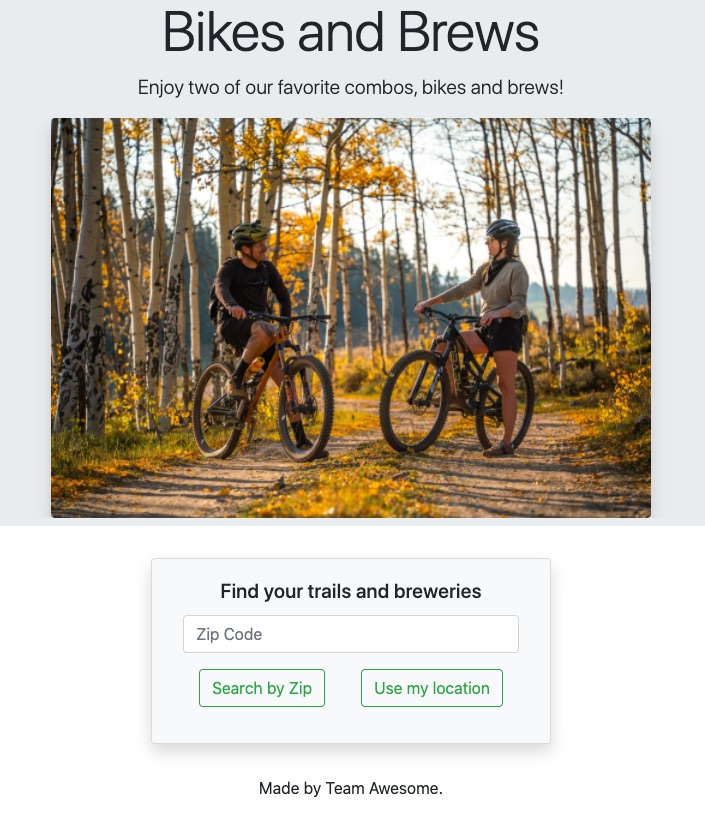 Bikes and Brews
Enjoy two of our favorite combos, bikes and brews!
Find your trails and breweries
Zip Code
Search by Zip
Use my location
Made by Team Awesome.